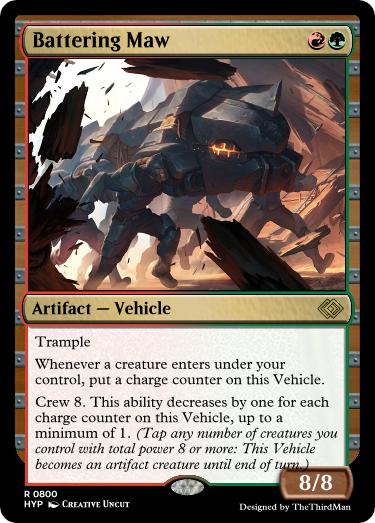 Battering Maw
Artifact — Vehicle
Trample
Whenever a creature enters under your
control, put a charge counter on this Vehicle.
Crew 8. This ability decreases by one for each
charge counter on this Vehicle, up to a
minimum of 1. (Tap any number of creatures you
control with total power 8 or more: This Vehicle
becomes an artifact creature until end of turn.)
8/8
R 0800
HYP Creative Uncut
Designed by TheThirdMan